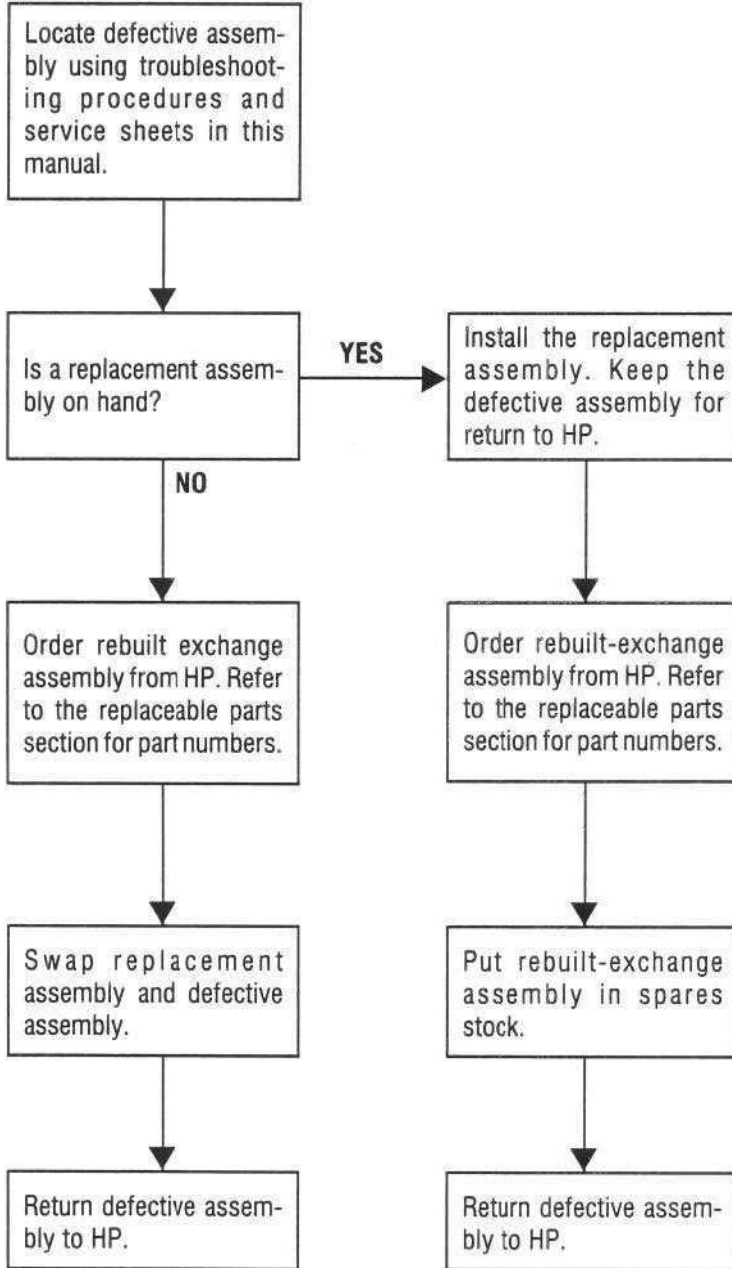 Locate defective assem-
bly using troubleshoot-
ing procedures and
service sheets in this
manual.
Is a replacement assem-
bly on hand?
YES
Install the replacement
assembly. Keep the
defective assembly for
return to HP.
NO
Order rebuilt exchange
assembly from HP. Refer
to the replaceable parts
section for part numbers.
Order rebuilt-exchange
assembly from HP. Refer
to the replaceable parts
section for part numbers.
Swap replacement
assembly and defective
assembly.
Put rebuilt-exchange
assembly in spares
stock.
Return defective assem-
bly to HP.
Return defective assem-
bly to HP.